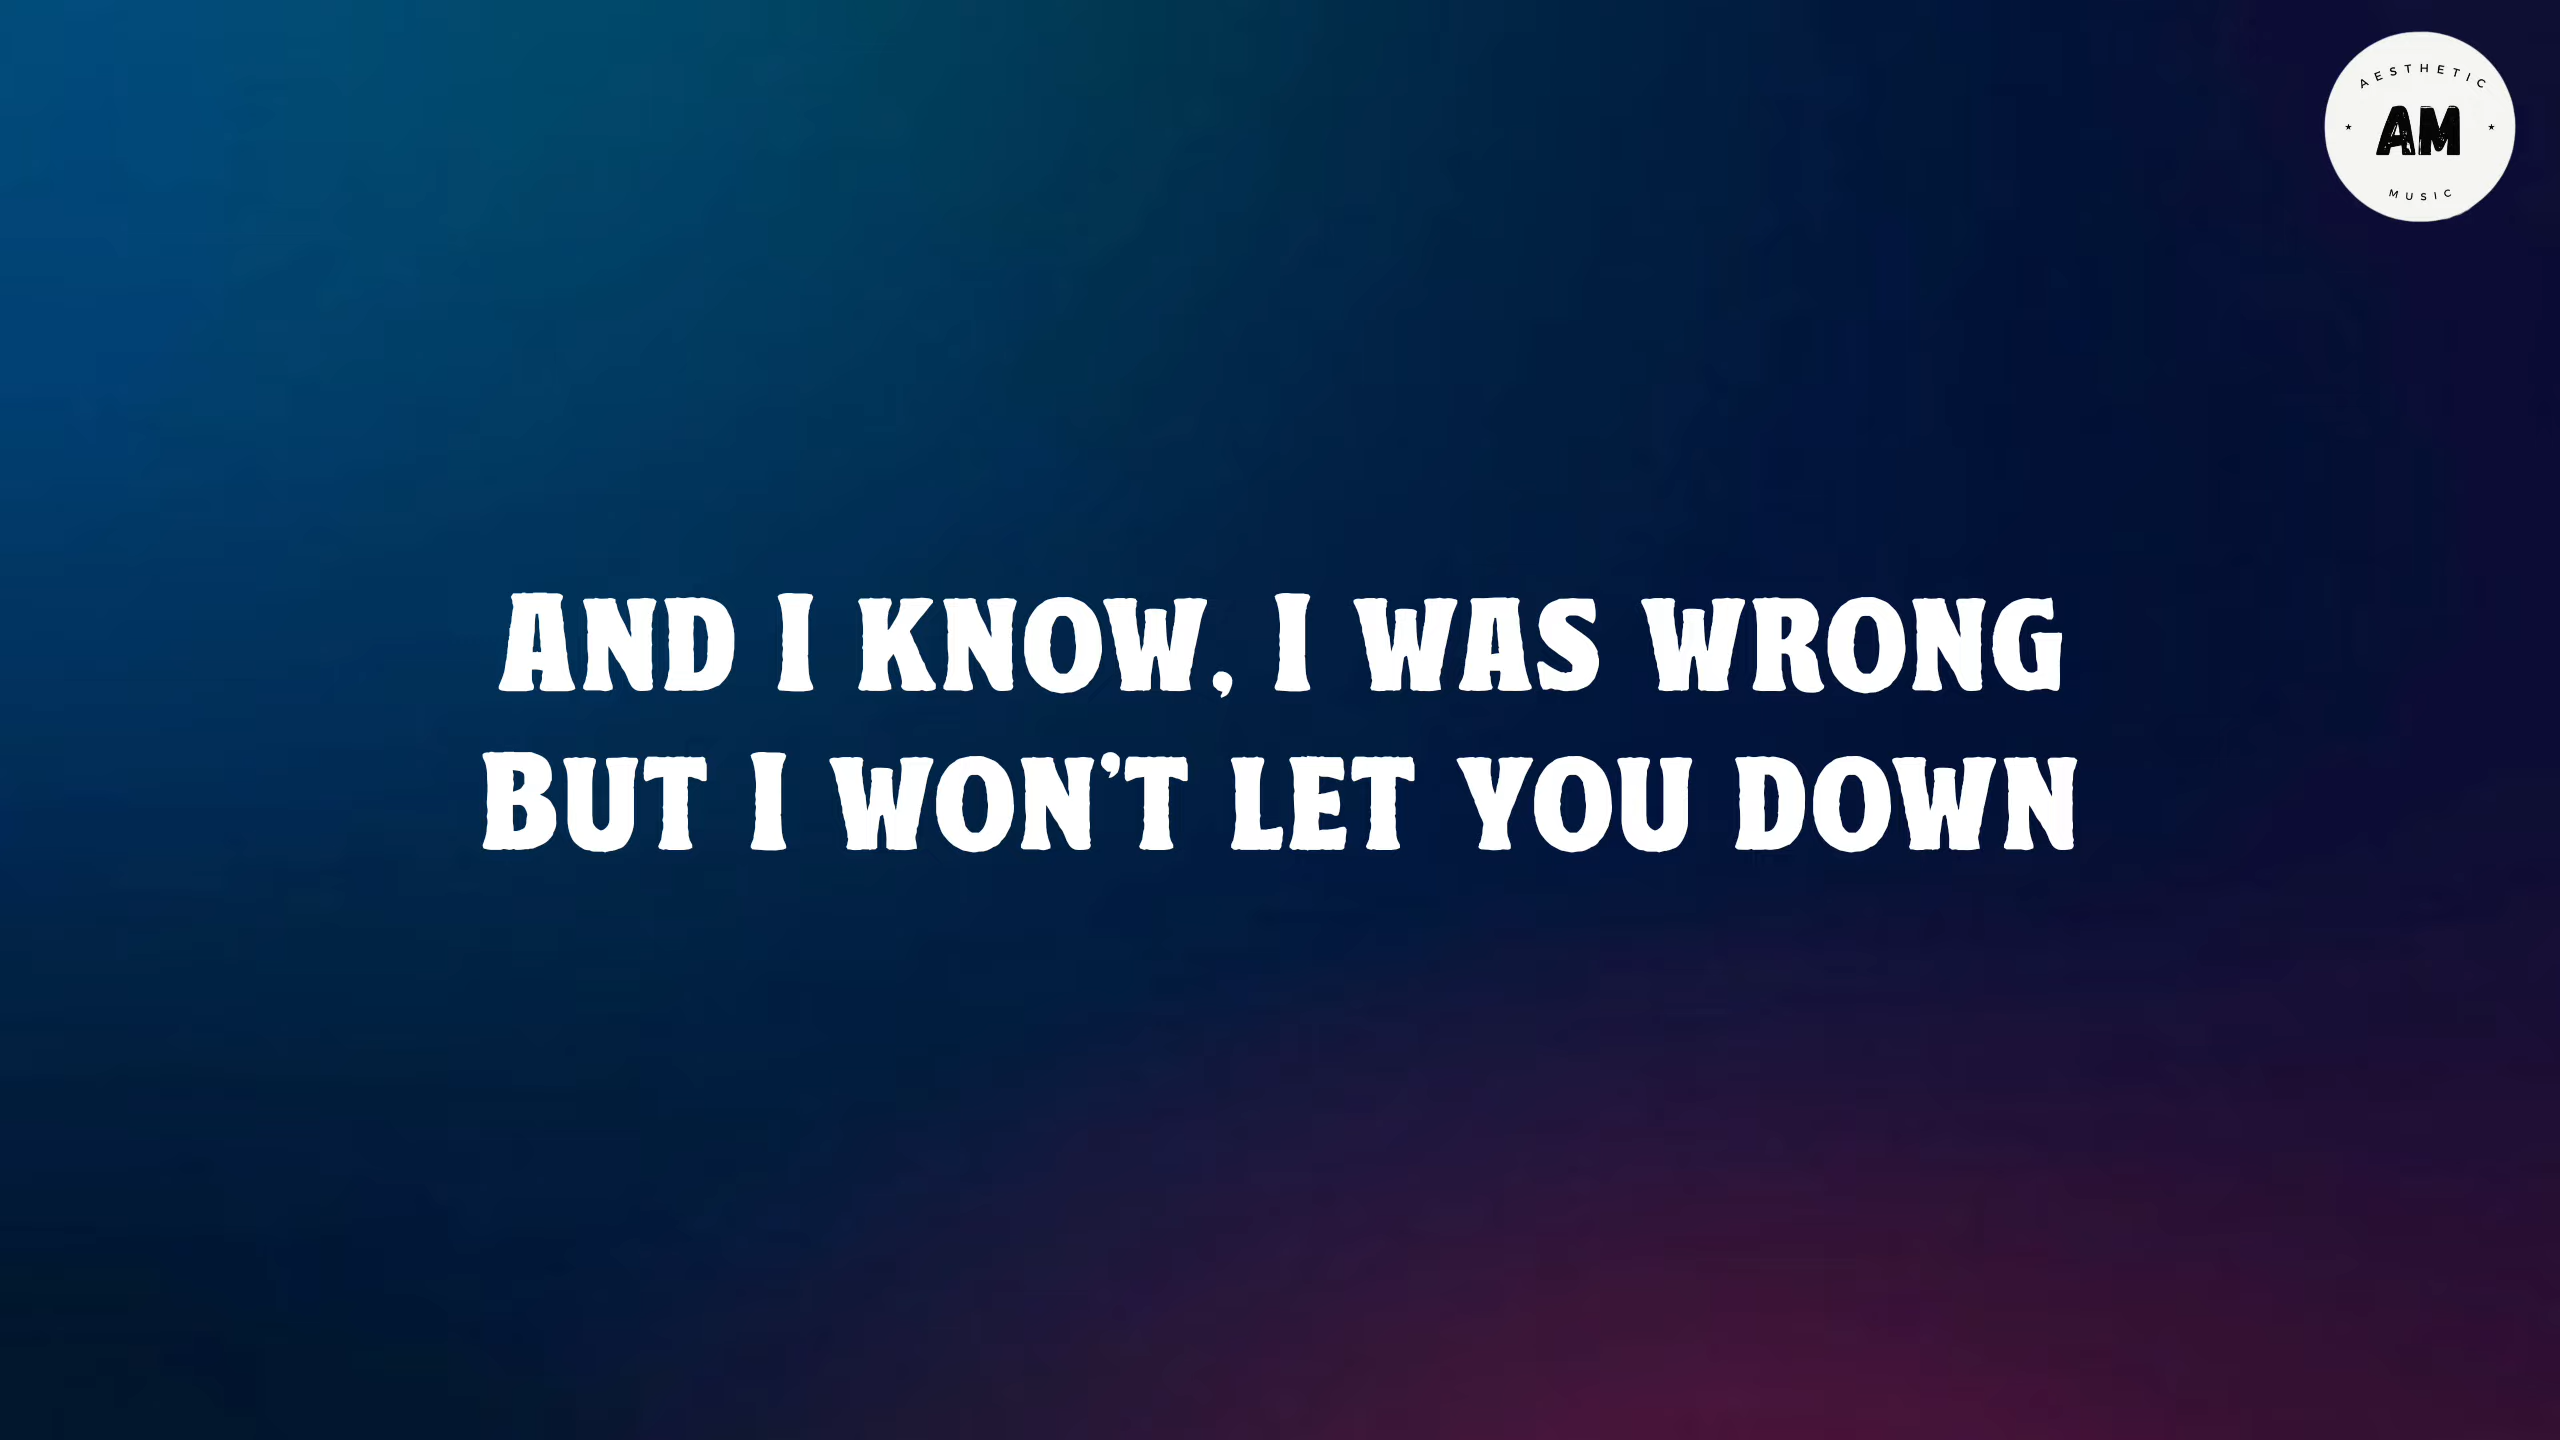 AESTHETIC
AM
MUSIC
AND I KNOW, I WAS WRONG
BUT I WON'T LET YOU DOWN